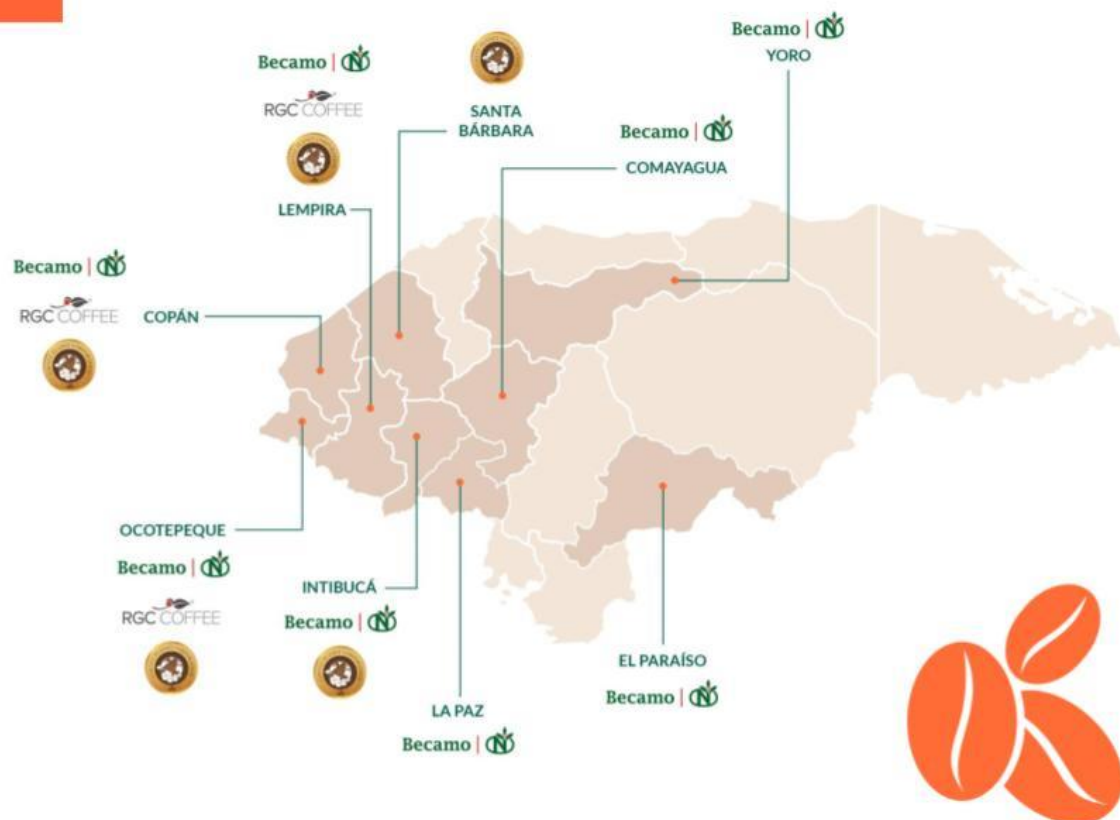 Becamo | N
YORO
Becamo | N
RGC COFFEE
SANTA
BÁRBARA
Becamo | N
COMAYAGUA
LEMPIRA
Becamo | N
RGC COFFEE
COPÁN
OCOTEPEQUE
Becamo | N
RGC COFFEE
INTIBUCÁ
Becamo | N
LA PAZ
Becamo | N
EL PARAÍSO
Becamo | N